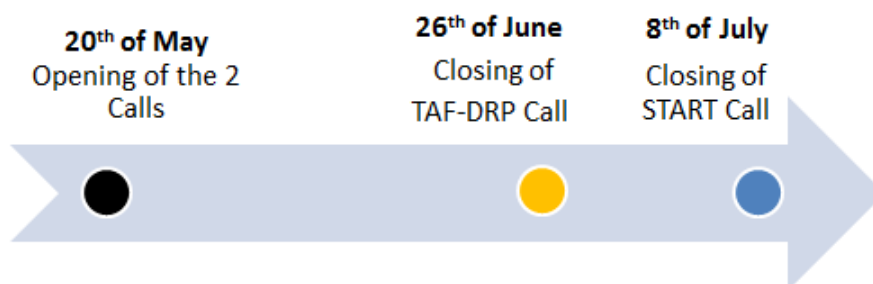 20th of May
Opening of the 2
Calls
26th of June
Closing of
TAF-DRP Call
8th of July
Closing of
START Call